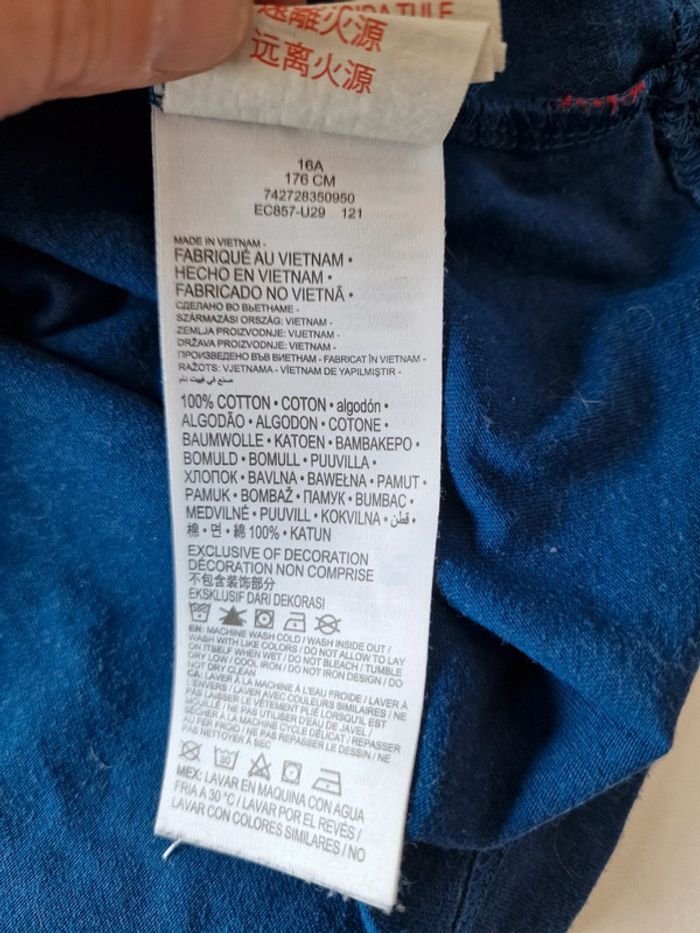 远离火源
远离火源
16A
176 CM
742728350950
EC857-U29 121
MADE IN VIETNAM -
FABRIQUÉ AU VIETNAM •
HECHO EN VIETNAM •
FABRICADO NO VIETNÃ •
СДЕЛАНО ВО ВЬЕТНАМЕ -
SZÁRMAZÁSI ORSZÁG: VIETNAM -
ZEMLJA PROIZVODNJE: VIJETNAM -
DRŽAVA PROIZVODNJE: VIETNAM -
ПРОИЗВЕДЕНО ВЪВ ВИЕТНАМ - FABRICAT ÎN VIETNAM -
RAŽOTS: VJETNAMA - VİETNAM DE YAPILMIŞTIR -
صنع في فييت نام
100% COTTON • COTON • algodón •
ALGODÃO • ALGODON • COTONE •
BAUMWOLLE • KATOEN • BAMBAKEPO •
BOMULD • BOMULL • PUUVILLA •
ХЛОПОК • BAVLNA • BAWEŁNA • PAMUT •
PAMUK • BOMBAŽ • ПАМУК • BUMBAC •
MEDVILNĖ • PUUVILL • KOKVILNA • قطن •
棉 • 면 • 綿 100% • KATUN
EXCLUSIVE OF DECORATION
DÉCORATION NON COMPRISE
不包含装饰部分
EKSKLUSIF DARI DEKORASI
EN: MACHINE WASH COLD / WASH INSIDE OUT /
WASH WITH LIKE COLORS / DO NOT ALLOW TO LAY
ON ITSELF WHEN WET / DO NOT BLEACH / TUMBLE
DRY LOW / COOL IRON / DO NOT IRON DESIGN / DO
NOT DRY CLEAN
CA: LAVER À LA MACHINE À L'EAU FROIDE / LAVER À
L'ENVERS / LAVER AVEC COULEURS SIMILAIRES / NE
PAS LAISSER LE VÊTEMENT PLIÉ LORSQU'IL EST
MOUILLÉ / NE PAS UTILISER D'EAU DE JAVEL /
SÉCHER À LA MACHINE CYCLE DÉLICAT / REPASSER
AU FER FROID / NE PAS REPASSER LE DESSIN / NE
PAS NETTOYER À SEC
30
MEX: LAVAR EN MAQUINA CON AGUA
FRIA A 30 °C / LAVAR POR EL REVÉS /
LAVAR CON COLORES SIMILARES / NO